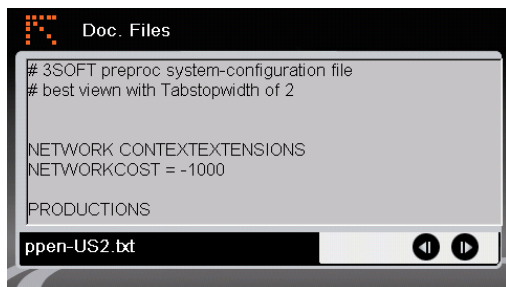 Doc. Files
# 3SOFT preproc system-configuration file
# best viewn with Tabstopwidth of 2
NETWORK CONTEXTEXTENSIONS
NETWORKCOST = -1000
PRODUCTIONS
ppen-US2.txt